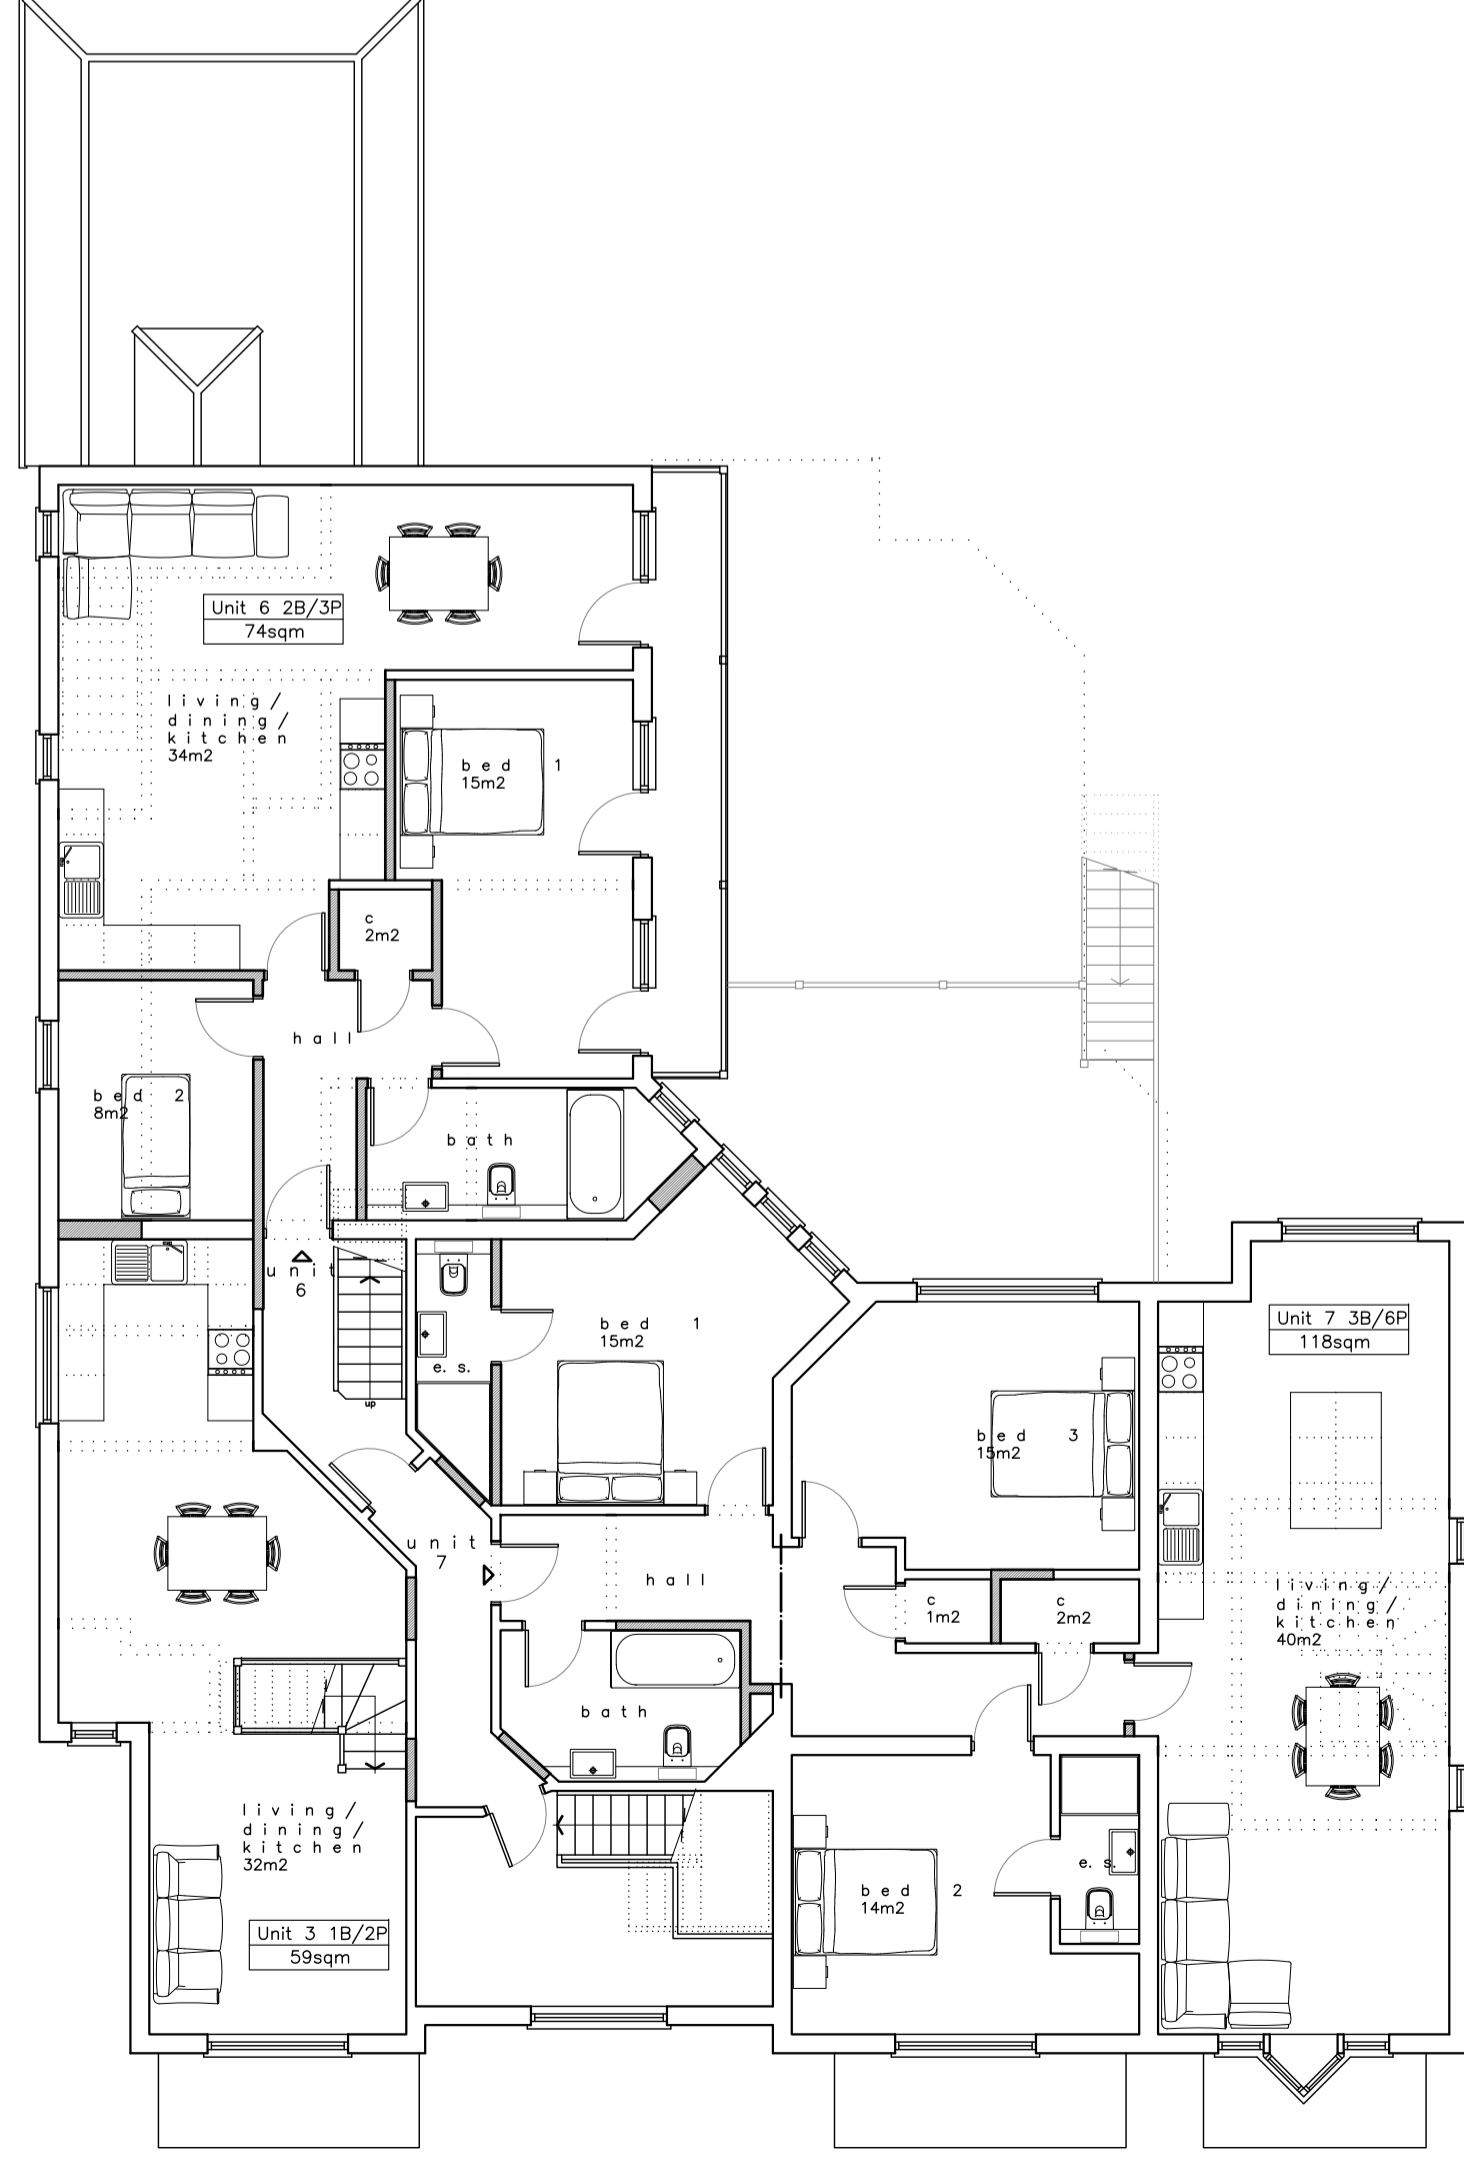 Unit 6 2B/3P
74sqm
living/
dining/
kitchen
34m2
bed 1
15m2
c
2m2
hall
bed 2
8m2
bath
unit
6
up
e. s.
bed 1
15m2
Unit 7 3B/6P
118sqm
bed 3
15m2
unit
7
hall
c
1m2
c
2m2
living/
dining/
kitchen
40m2
bath
living/
dining/
kitchen
32m2
e. s.
bed 2
14m2
Unit 3 1B/2P
59sqm